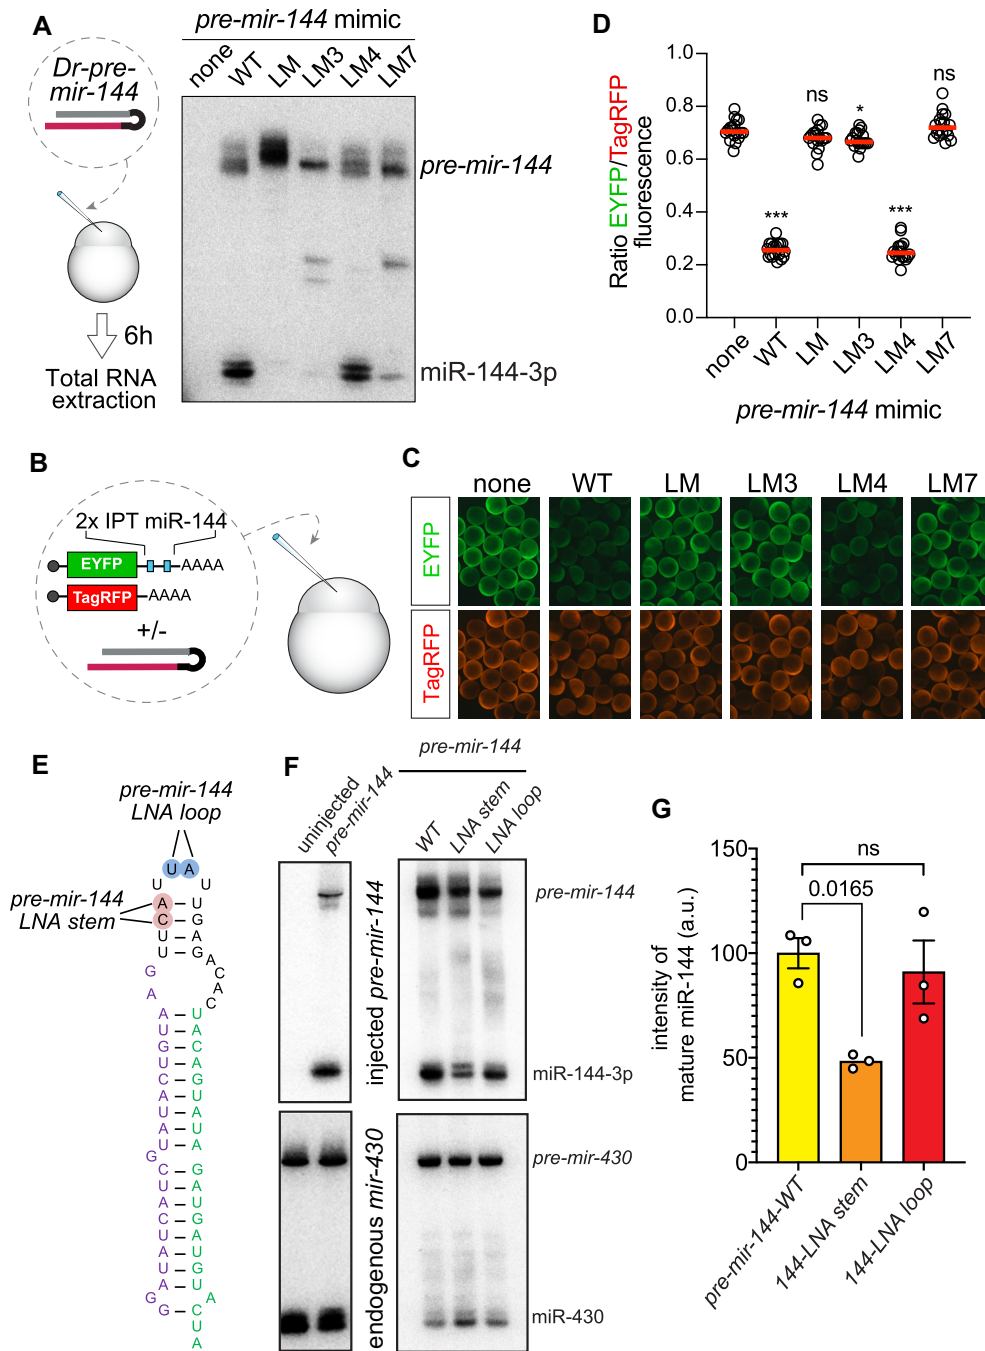 A
Dr-pre-
mir-144
6h
Total RNA
extraction
pre-mir-144 mimic
none
WT
LM
LM3
LM4
LM7
pre-mir-144
miR-144-3p
D
Ratio EYFP/TagRFP
fluorescence
1.0
0.8
0.6
0.4
0.2
0.0
***
ns
*
***
ns
none
WT
LM
LM3
LM4
LM7
pre-mir-144 mimic
B
2x IPT miR-144
EYFP
AAAA
TagRFP
AAAA
+/-
C
none
WT
LM
LM3
LM4
LM7
EYFP
TagRFP
E
pre-mir-144
LNA loop
pre-mir-144
LNA stem
U A
U U
A U
C G
U A
U G
G A
A C
A
C
U U
G A
U C
A A
C G
U U
A A
U U
A A
G
C G
U A
C U
A G
U A
A U
U G
A U
G A
G C
U
A
F
uninjected
pre-mir-144
pre-mir-144
WT
LNA stem
LNA loop
injected pre-mir-144
pre-mir-144
miR-144-3p
endogenous mir-430
pre-mir-430
miR-430
G
intensity of
mature miR-144 (a.u.)
150
100
50
0
ns
0.0165
pre-mir-144-WT
144-LNA stem
144-LNA loop